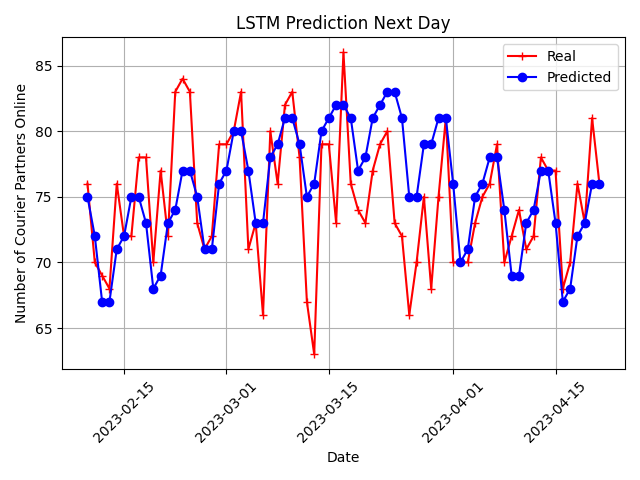 LSTM Prediction Next Day
Real
Predicted
Number of Courier Partners Online
85
80
75
70
65
2023-02-15
2023-03-01
2023-03-15
2023-04-01
2023-04-15
Date